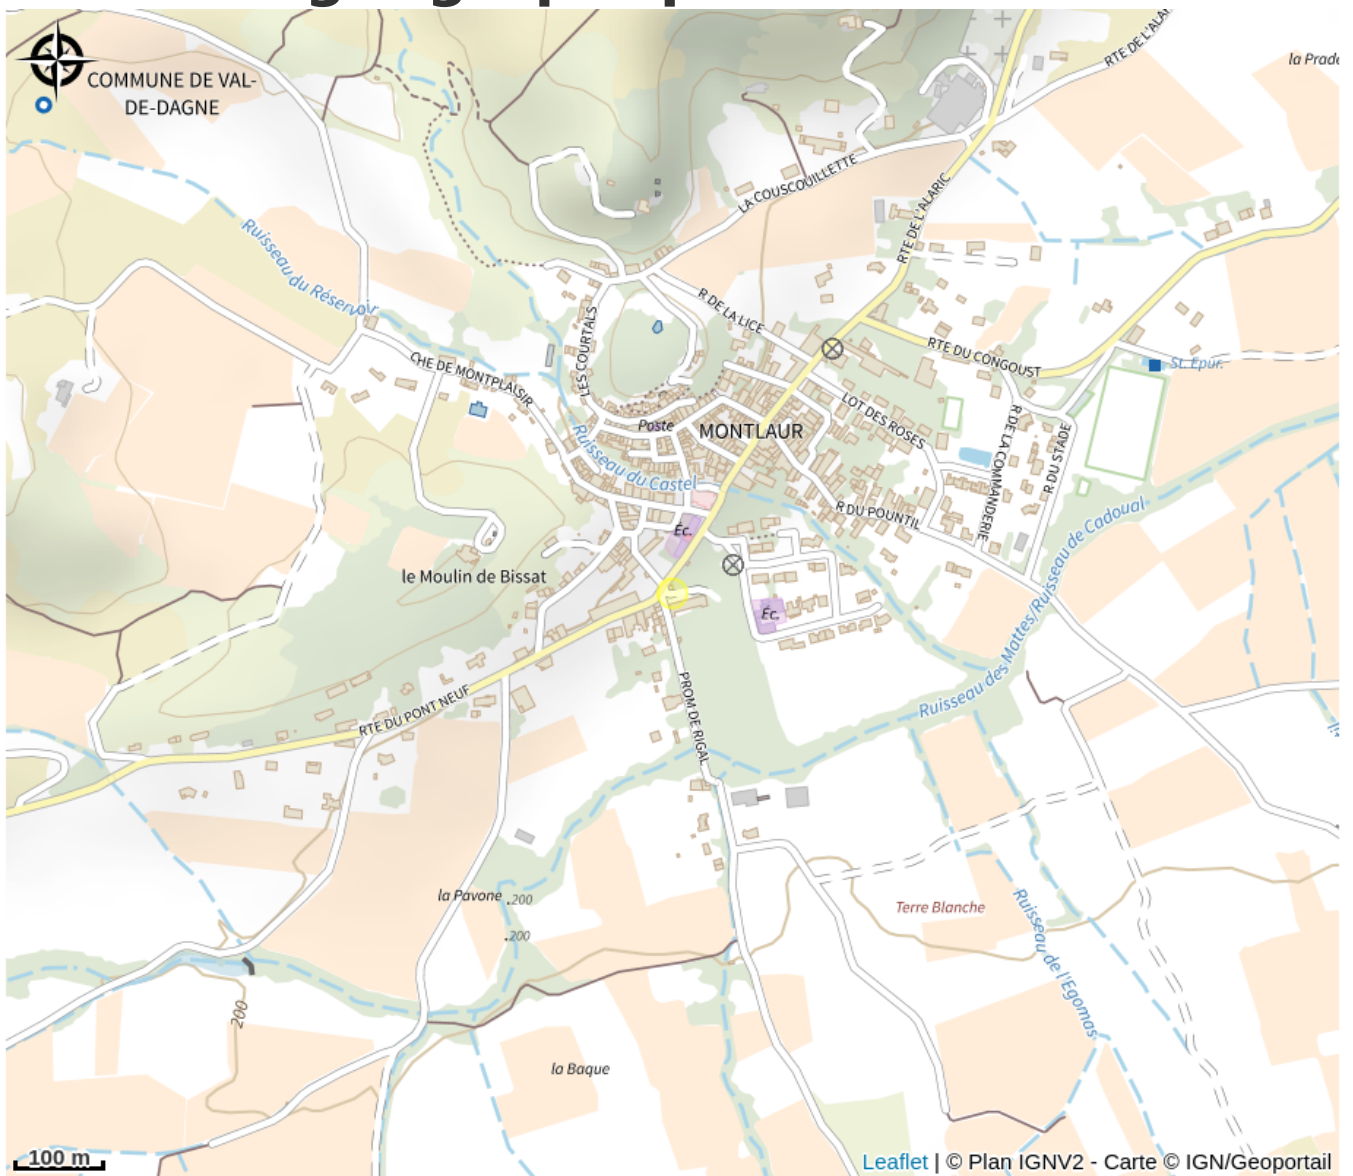 COMMUNE DE VAL-
DE-DAGNE
RTE DE L'ALAR
la Prade
LA COUSCOUILLETTE
RTE DE L'ALARIC
Ruisseau du Réservoir
R DE LA LICE
LES COURTALS
RTE DU CONGOUST
St. Epur.
CHE DE MONTPLAISIR
LOT DES ROSES
Poste
MONTLAUR
R DE LA COMMANDERIE
R DU STADE
Ruisseau du Castel
R DU POUNTIL
Éc.
Ruisseau des Mattes/Ruisseau de Cadoual
le Moulin de Bissat
Éc.
PROM DE RIGAL
RTE DU PONT NEUF
la Pavone
200
200
Terre Blanche
Ruisseau de l'Egomas
200
la Baque
100 m
Leaflet | © Plan IGNV2 - Carte © IGN/Geoportail